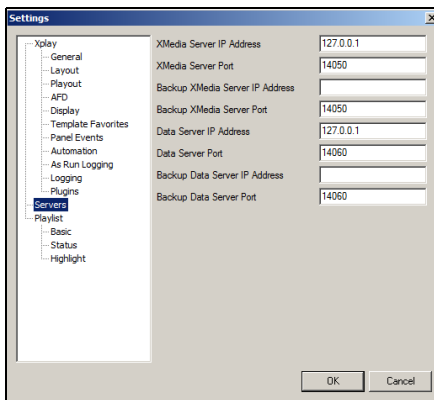 Settings
Xplay
General
Layout
Playout
AFD
Display
Template Favorites
Panel Events
Automation
As Run Logging
Logging
Plugins
Servers
Playlist
Basic
Status
Highlight
XMedia Server IP Address 127.0.0.1
XMedia Server Port 14050
Backup XMedia Server IP Address
Backup XMedia Server Port 14050
Data Server IP Address 127.0.0.1
Data Server Port 14060
Backup Data Server IP Address
Backup Data Server Port 14060
OK Cancel